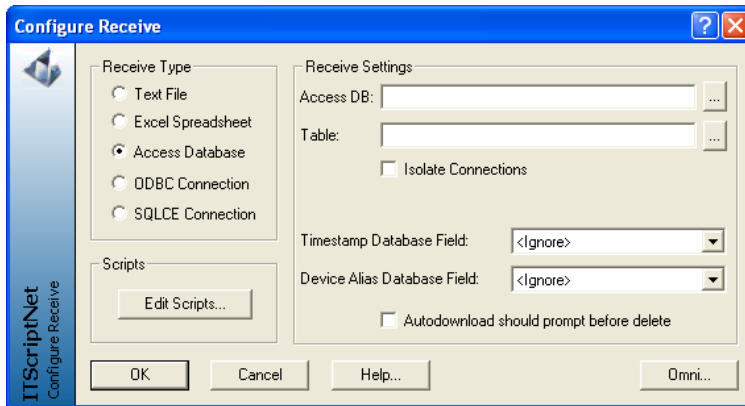 Configure Receive
ITScriptNet
Configure Receive
Receive Type
Text File
Excel Spreadsheet
Access Database
ODBC Connection
SQLCE Connection
Scripts
Edit Scripts...
Receive Settings
Access DB:
...
Table:
...
Isolate Connections
Timestamp Database Field:
<Ignore>
Device Alias Database Field:
<Ignore>
Autodownload should prompt before delete
OK
Cancel
Help...
Omni...